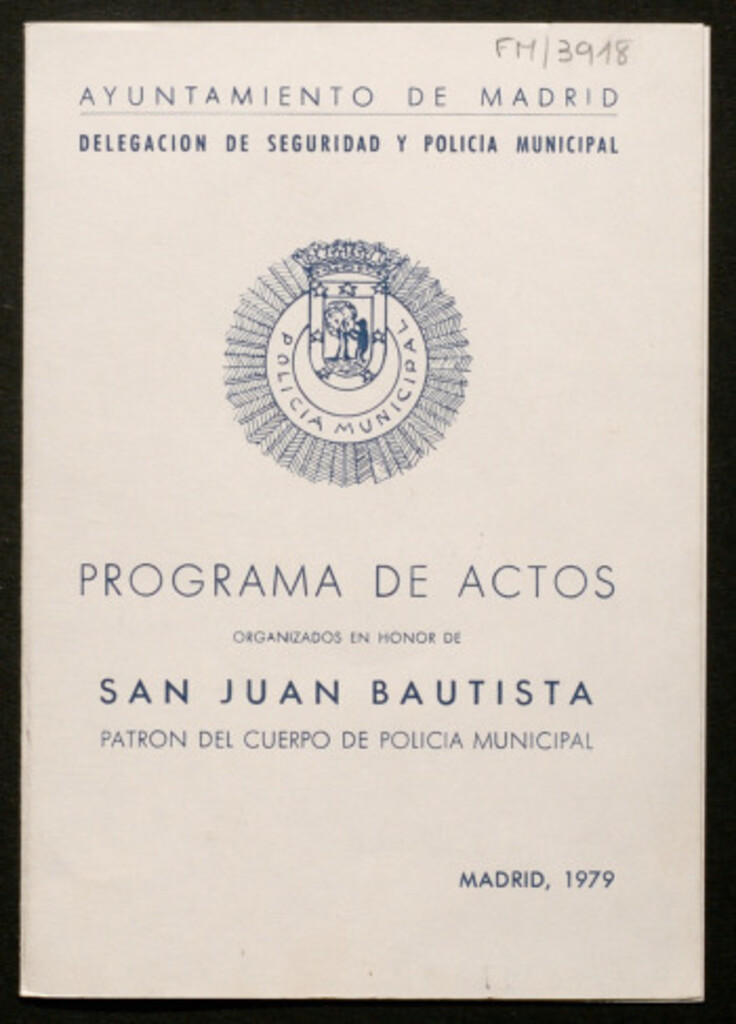 FM/3918
AYUNTAMIENTO DE MADRID
DELEGACION DE SEGURIDAD Y POLICÍA MUNICIPAL
POLICIA MUNICIPAL
PROGRAMA DE ACTOS
ORGANIZADOS EN HONOR DE
SAN JUAN BAUTISTA
PATRON DEL CUERPO DE POLICIA MUNICIPAL
MADRID, 1979